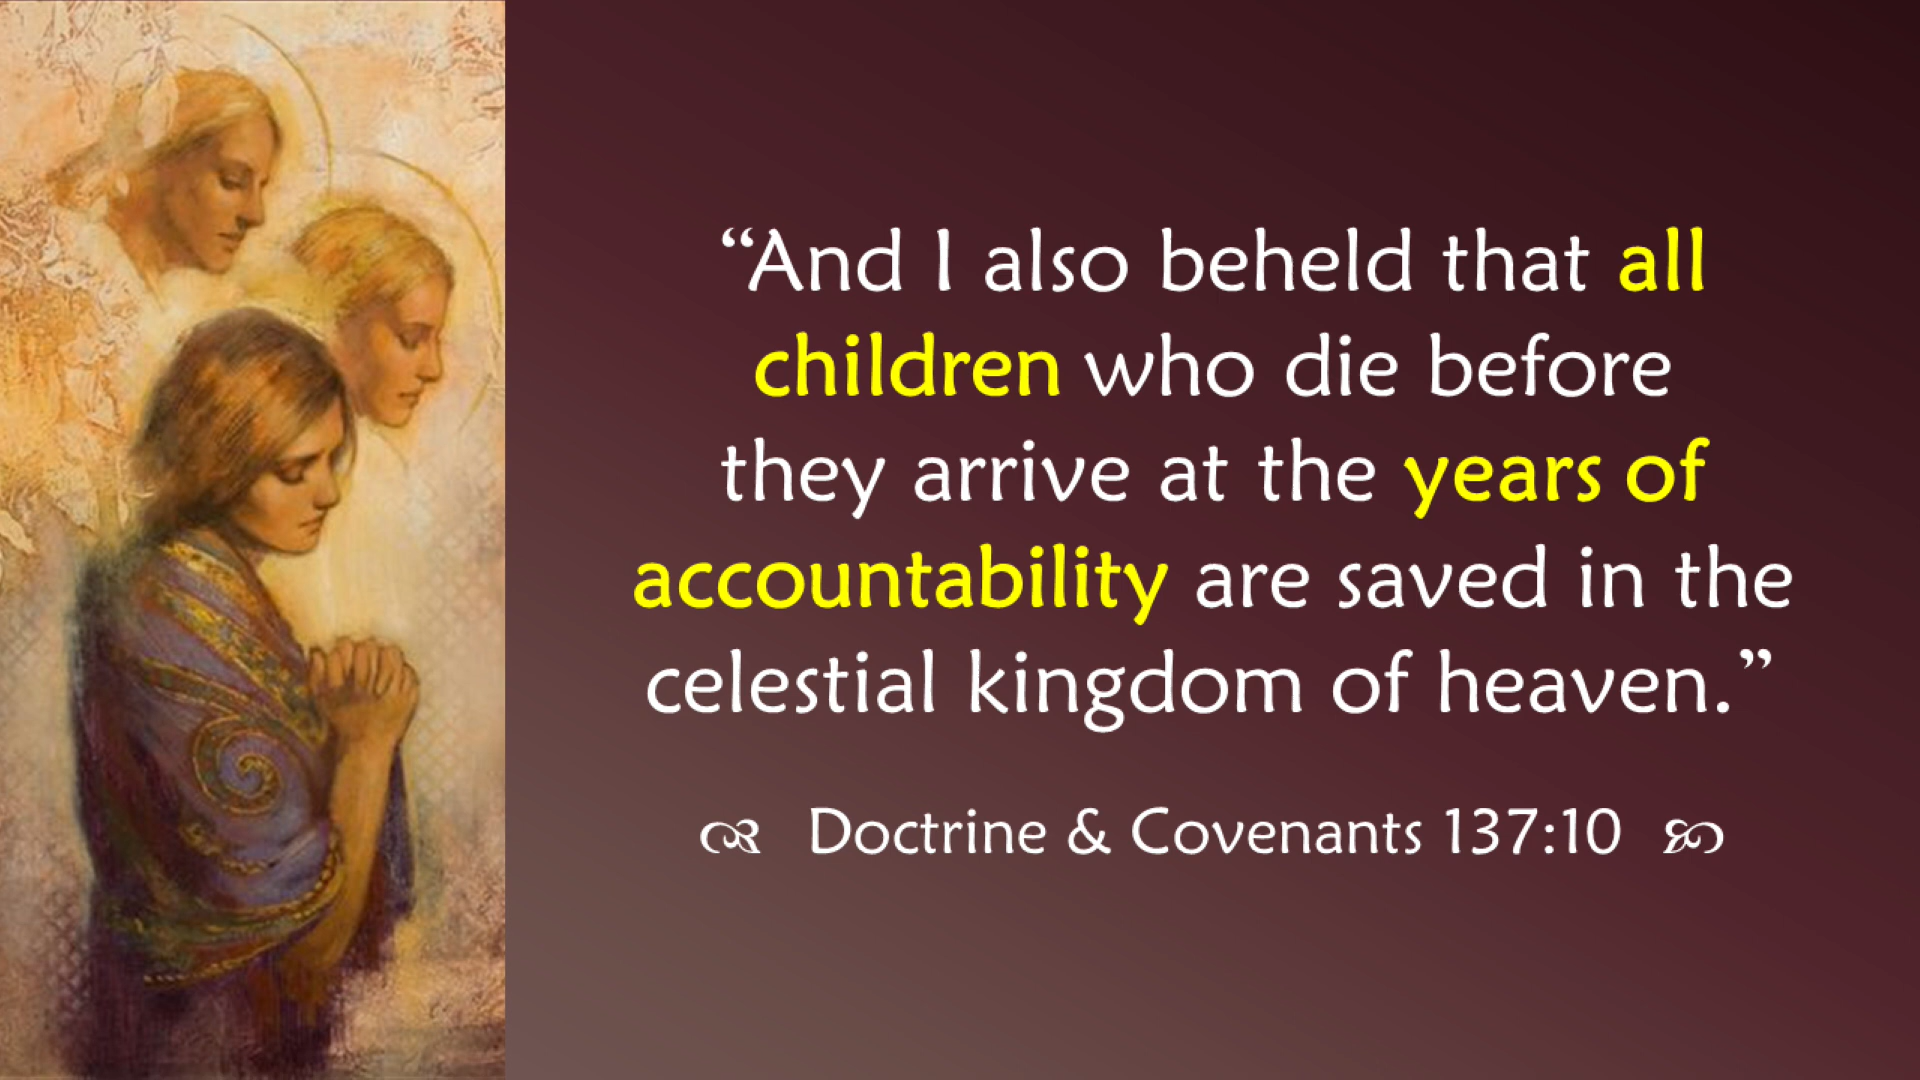 “And I also beheld that all
children who die before
they arrive at the years of
accountability are saved in the
celestial kingdom of heaven.”
Doctrine & Covenants 137:10